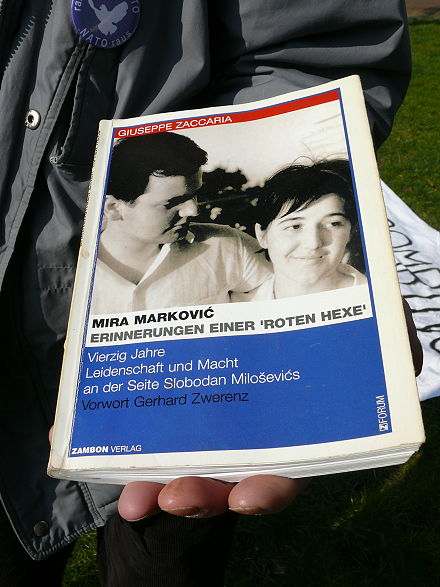 NATO
raus
GIUSEPPE ZACCARIA
MIRA MARKOVIĆ
ERINNERUNGEN EINER 'ROTEN HEXE'
Vierzig Jahre
Leidenschaft und Macht
an der Seite Slobodan Miloševićs
Vorwort Gerhard Zwerenz
ZAMBON VERLAG
FORUM